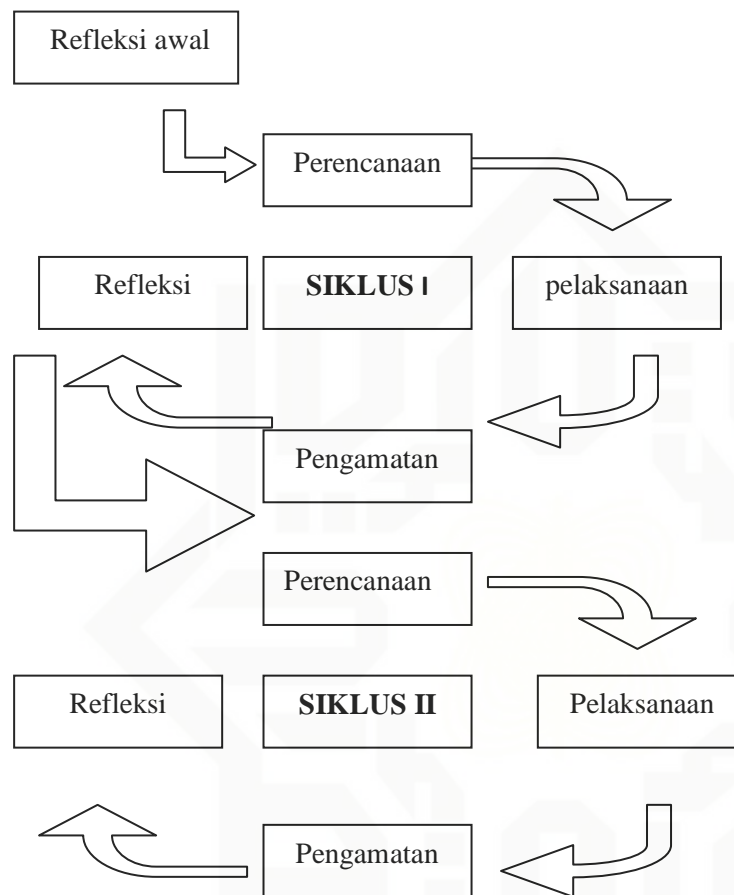 Refleksi awal
Perencanaan
Refleksi
SIKLUS I
pelaksanaan
Pengamatan
Perencanaan
Refleksi
SIKLUS II
Pelaksanaan
Pengamatan